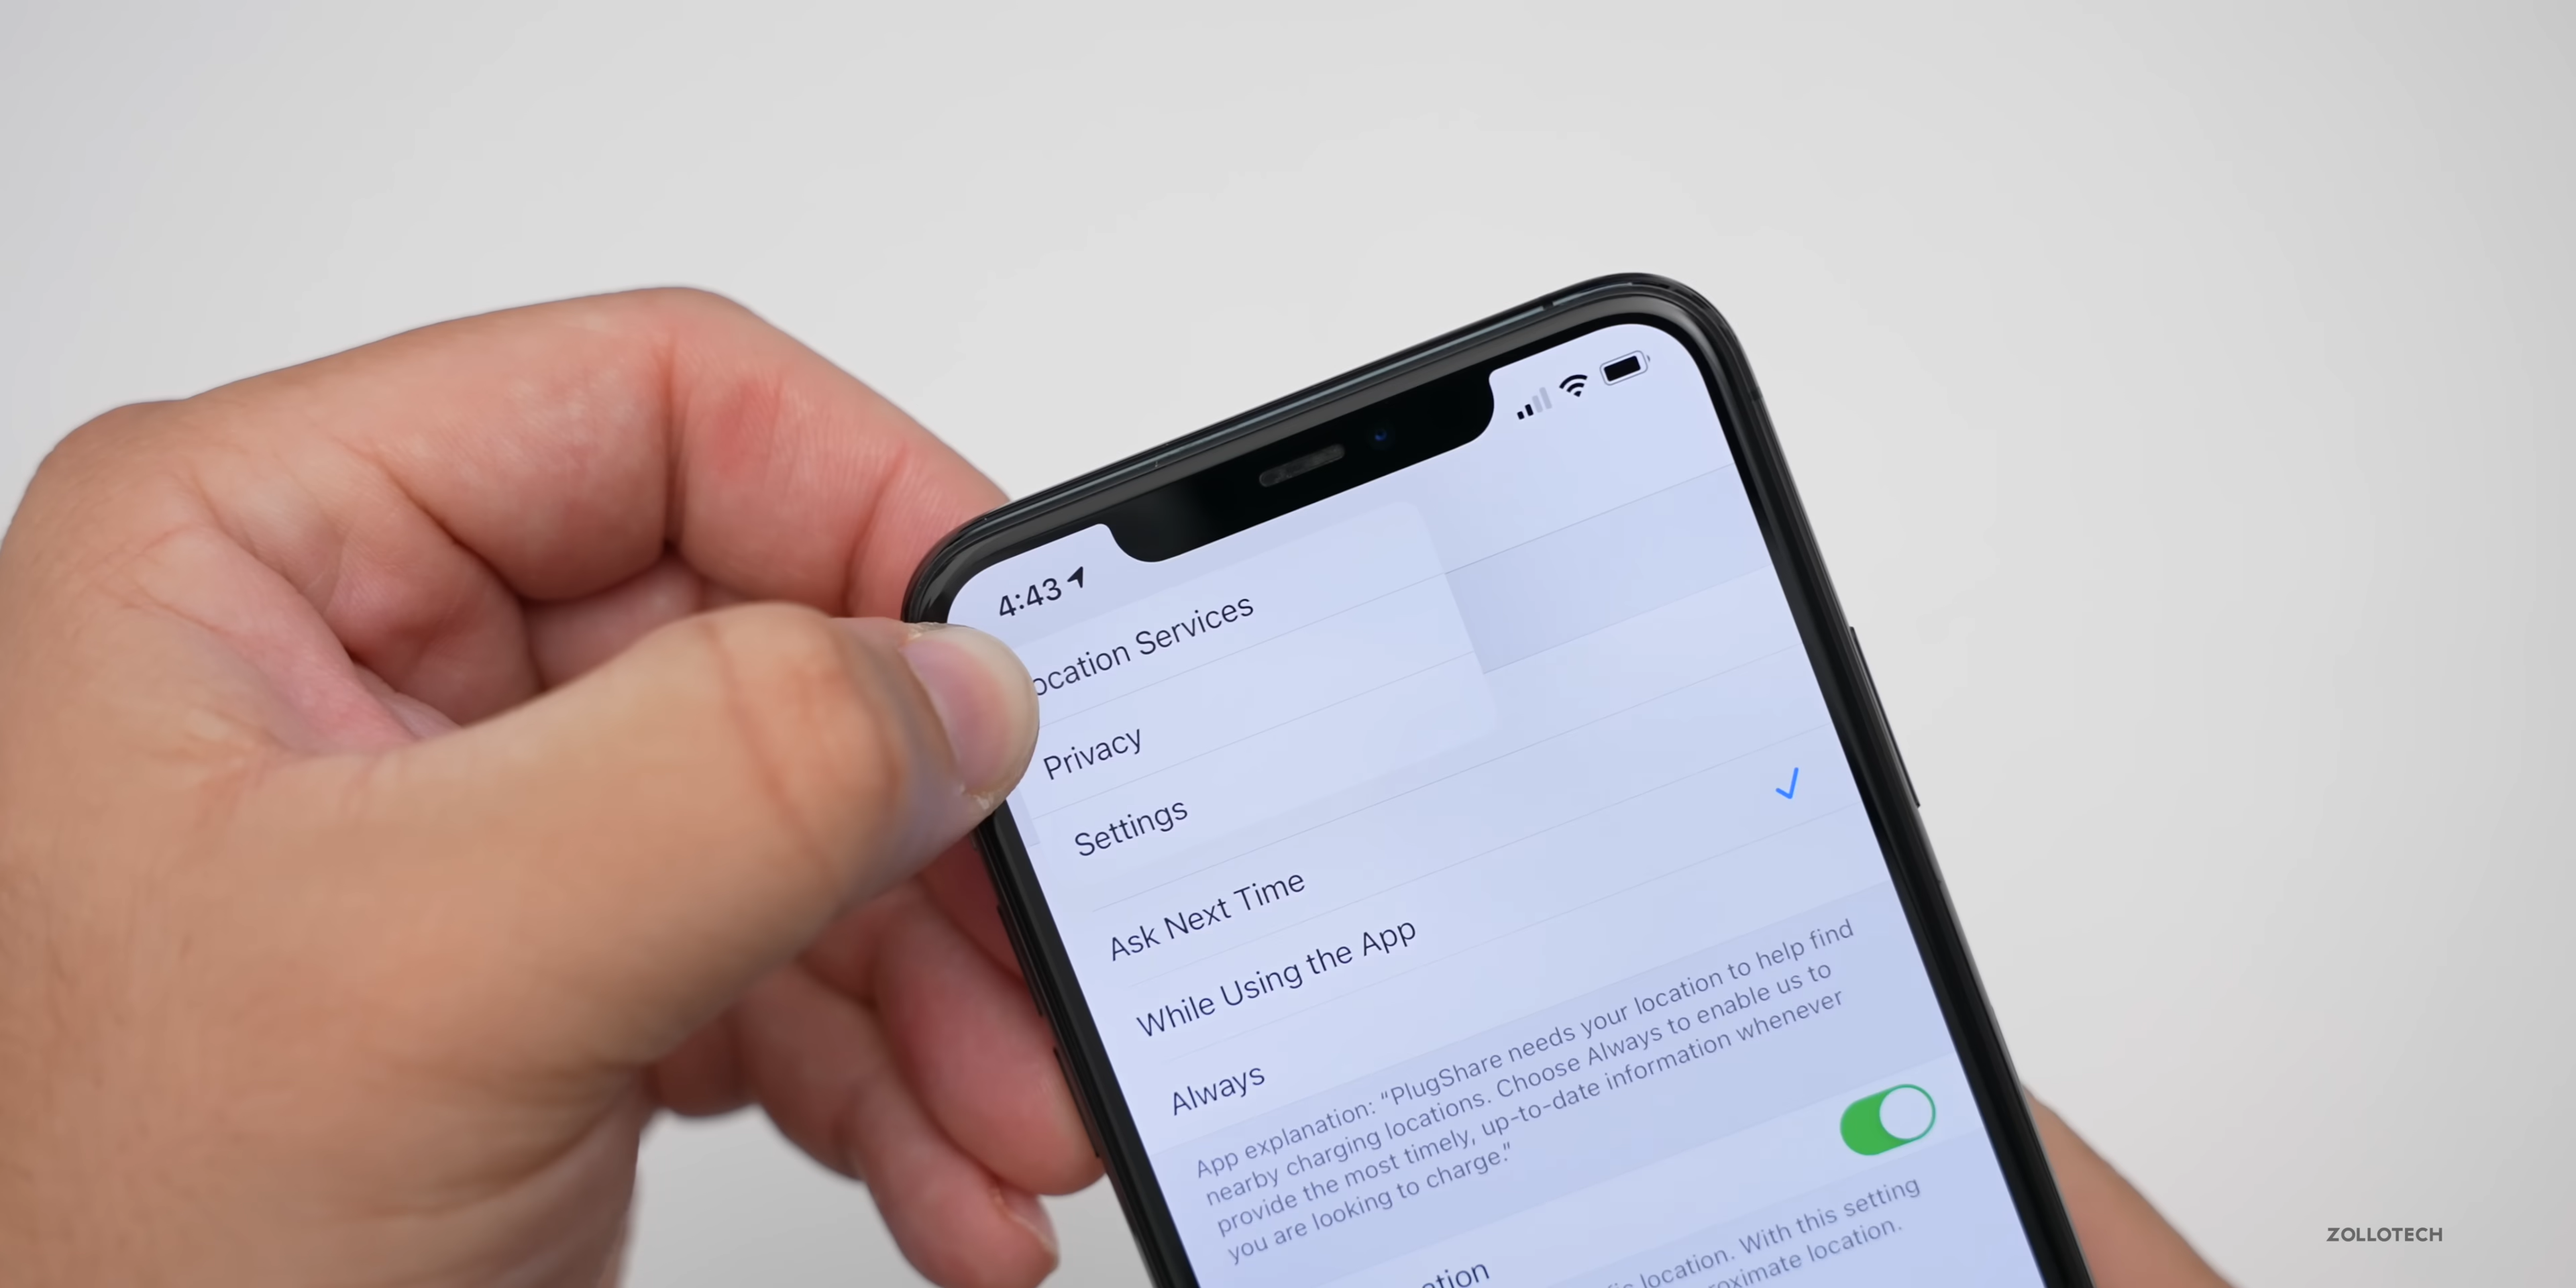 4:43
ocation Services
Privacy
Settings
Ask Next Time
While Using the App
Always
App explanation: “PlugShare needs your location to help find
nearby charging locations. Choose Always to enable us to
provide the most timely, up-to-date information whenever
you are looking to charge.”
ation
location. With this setting
roximate location.
ZOLLOTECH